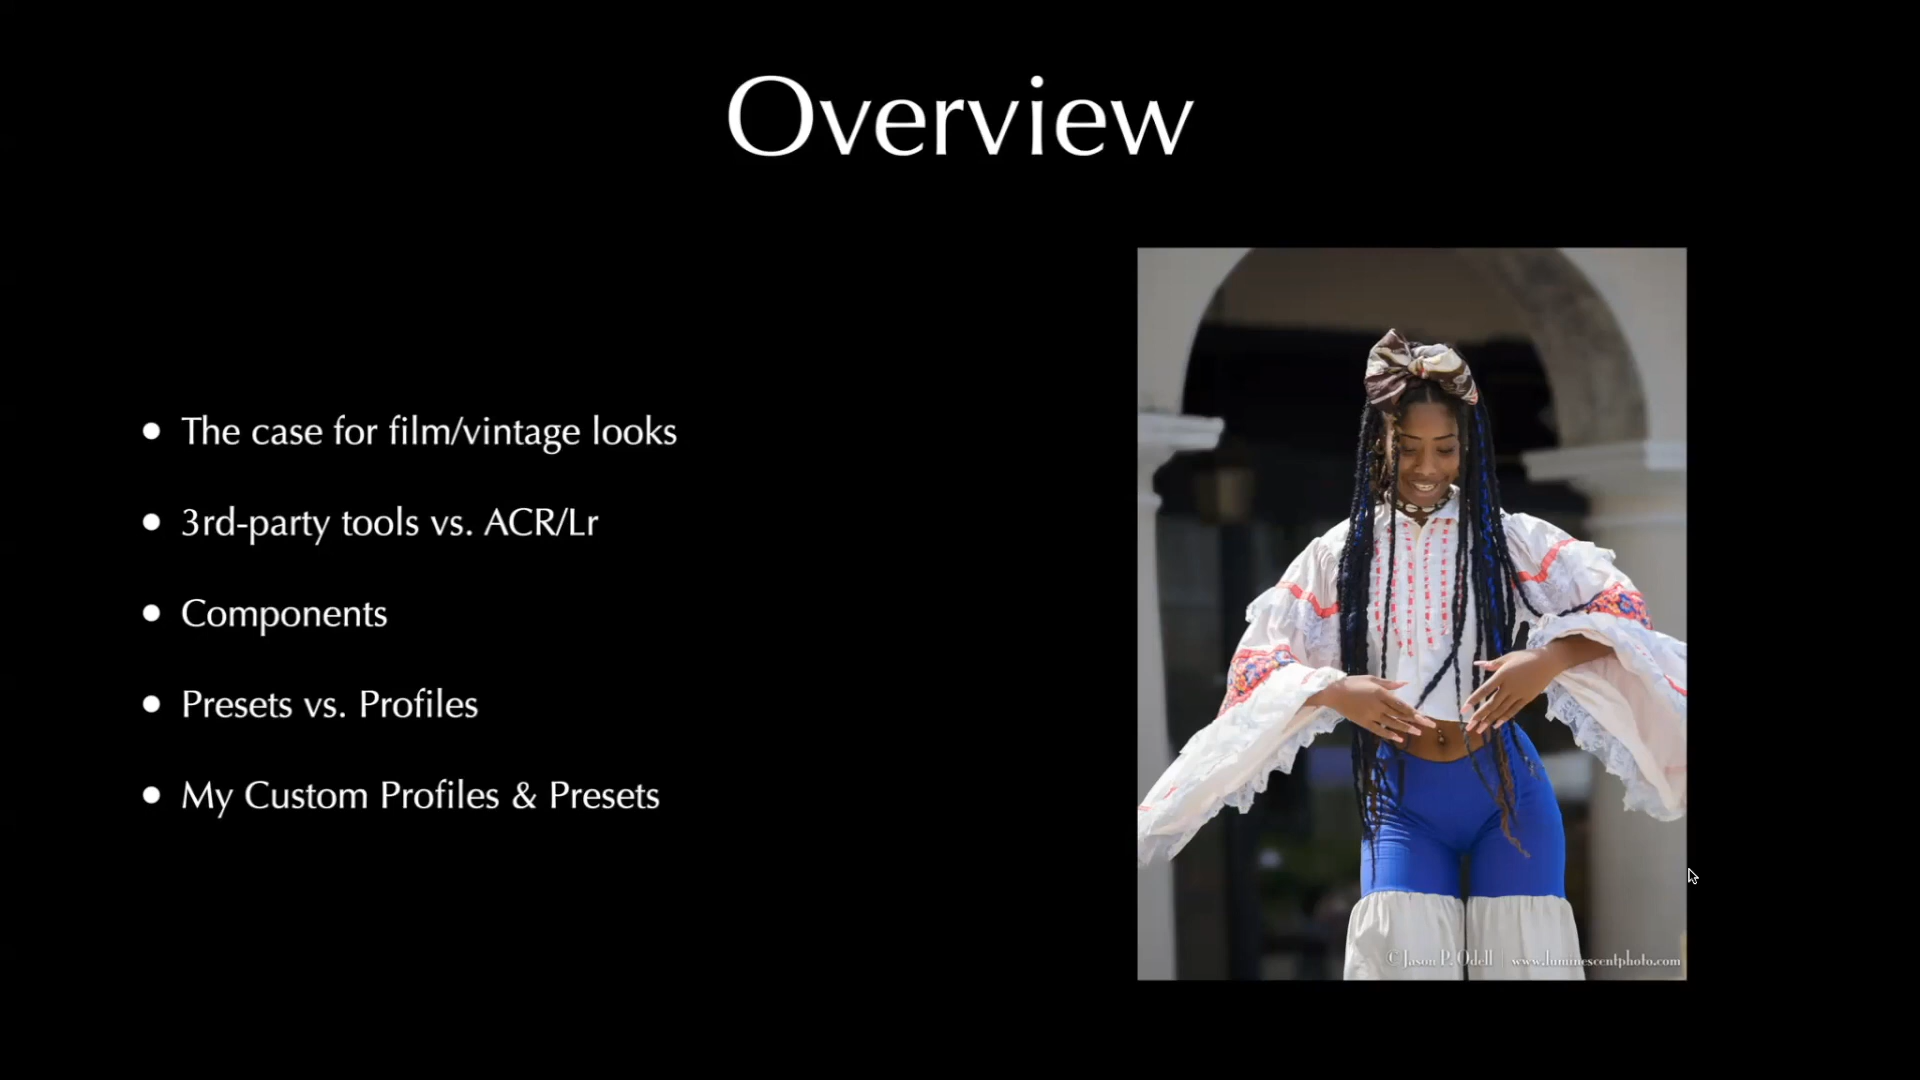 Overview
The case for film/vintage looks
3rd-party tools vs. ACR/Lr
Components
Presets vs. Profiles
My Custom Profiles & Presets
©Jason P. Odell | www.luminescentphoto.com